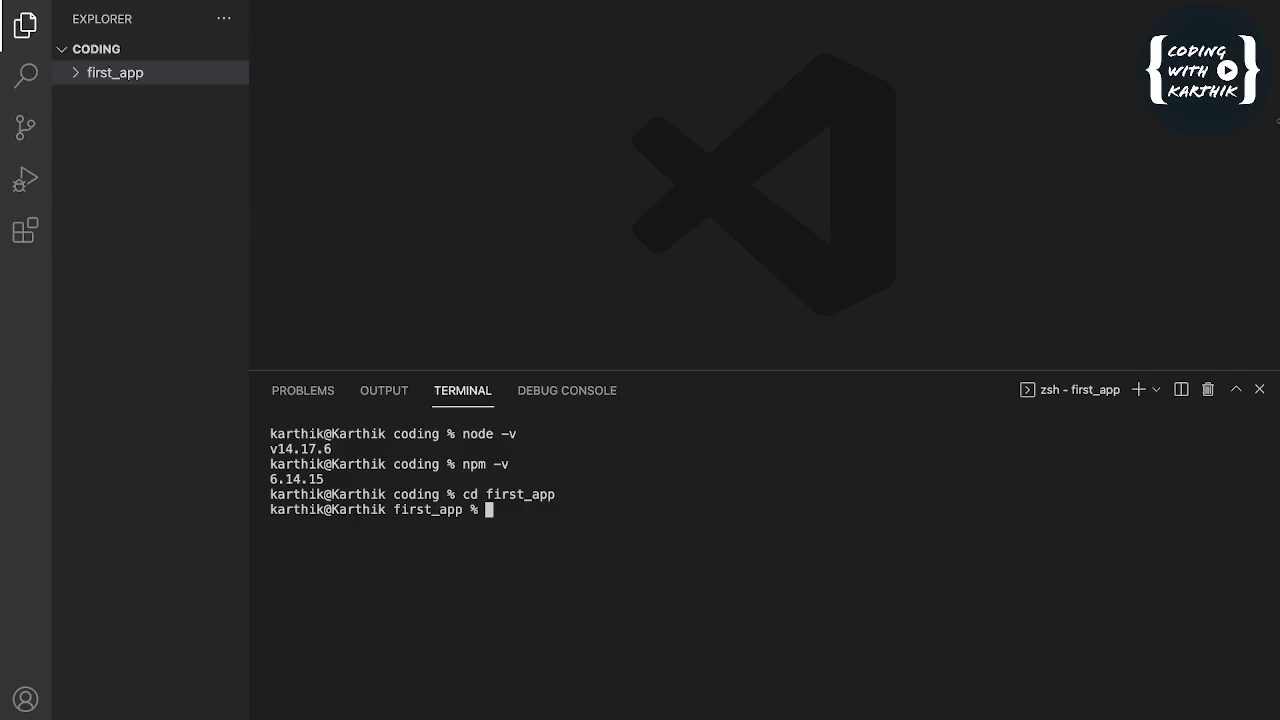 EXPLORER
CODING
first_app
CODING
WITH
KARTHIK
PROBLEMS OUTPUT TERMINAL DEBUG CONSOLE zsh - first_app
karthik@Karthik coding % node -v
v14.17.6
karthik@Karthik coding % npm -v
6.14.15
karthik@Karthik coding % cd first_app
karthik@Karthik first_app %